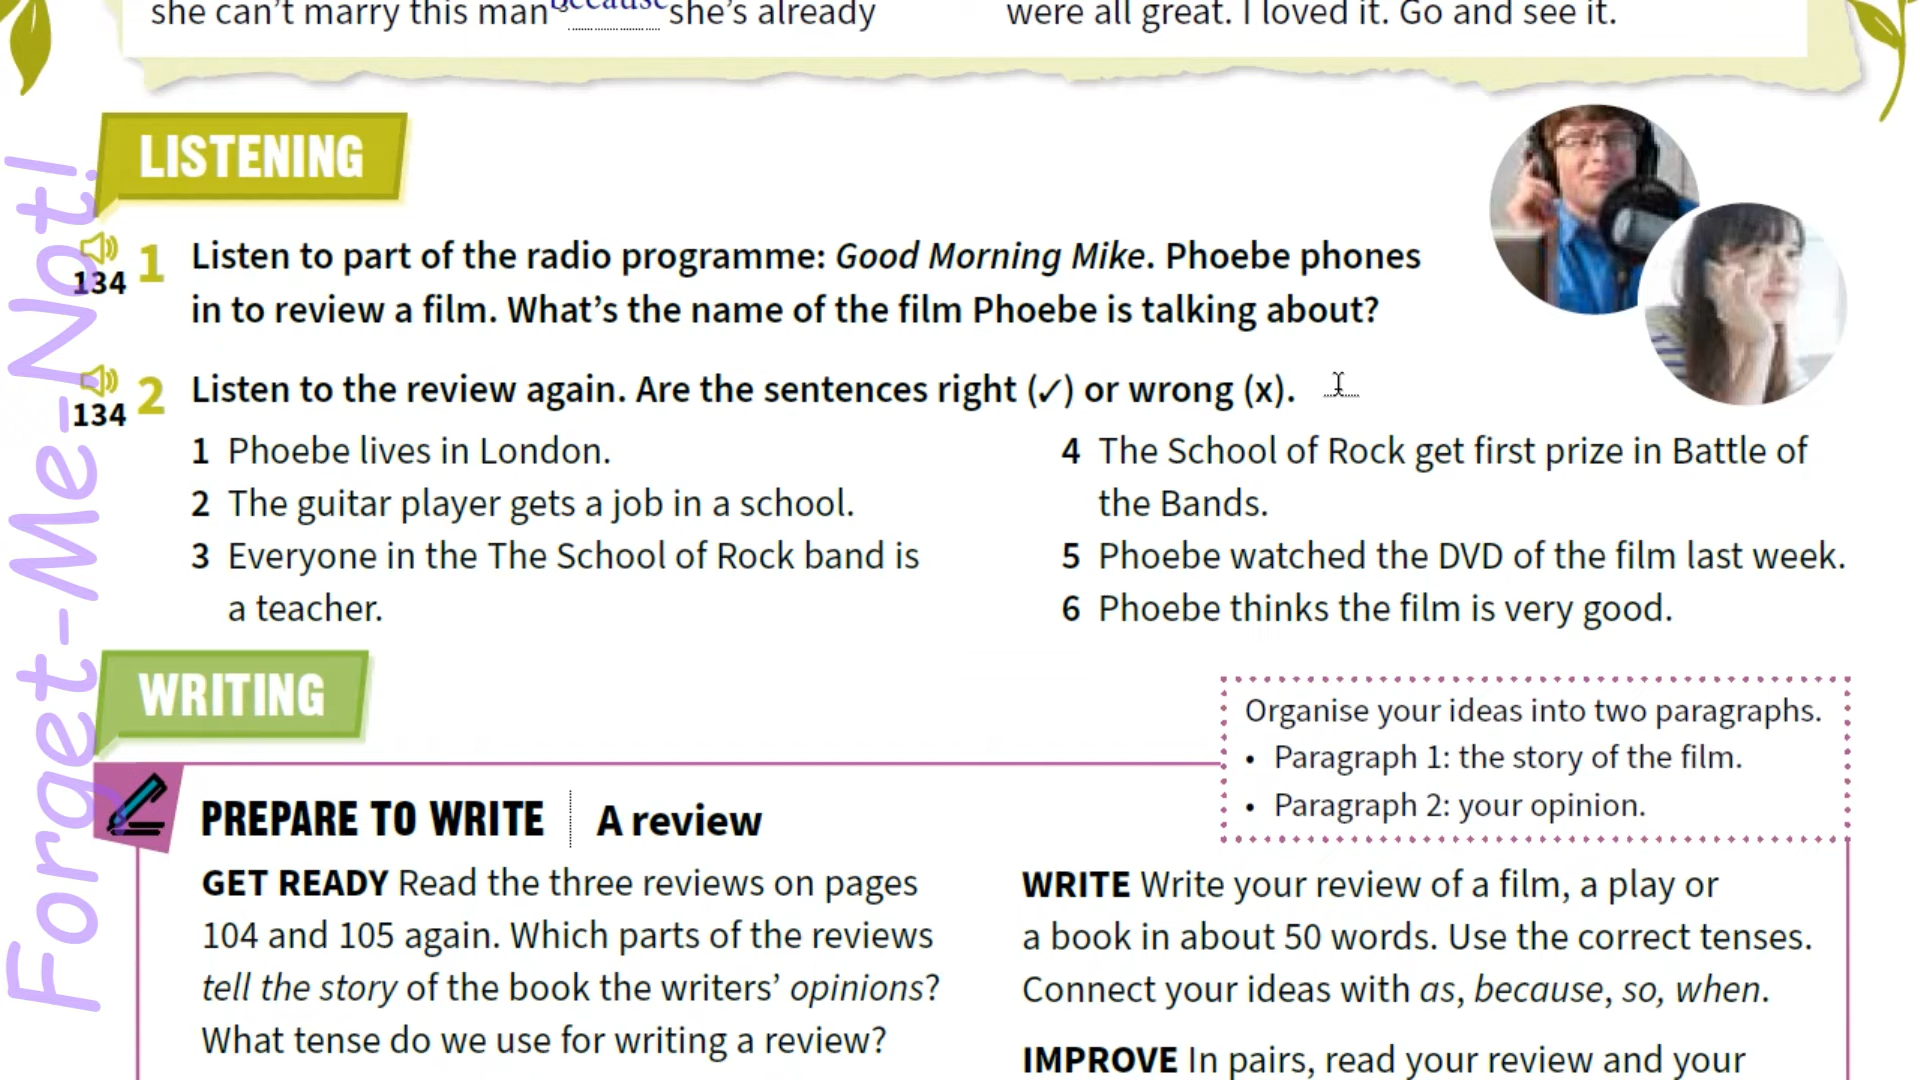 she can't marry this man because she's already
were all great. I loved it. Go and see it.
LISTENING
134
1 Listen to part of the radio programme: Good Morning Mike. Phoebe phones
in to review a film. What's the name of the film Phoebe is talking about?
134
2 Listen to the review again. Are the sentences right (✓) or wrong (x).
1 Phoebe lives in London.
2 The guitar player gets a job in a school.
3 Everyone in the The School of Rock band is
a teacher.
4 The School of Rock get first prize in Battle of
the Bands.
5 Phoebe watched the DVD of the film last week.
6 Phoebe thinks the film is very good.
WRITING
Organise your ideas into two paragraphs.
• Paragraph 1: the story of the film.
• Paragraph 2: your opinion.
PREPARE TO WRITE A review
GET READY Read the three reviews on pages
104 and 105 again. Which parts of the reviews
tell the story of the book the writers' opinions?
What tense do we use for writing a review?
WRITE Write your review of a film, a play or
a book in about 50 words. Use the correct tenses.
Connect your ideas with as, because, so, when.
IMPROVE In pairs, read your review and your
Forget-Me-Not!